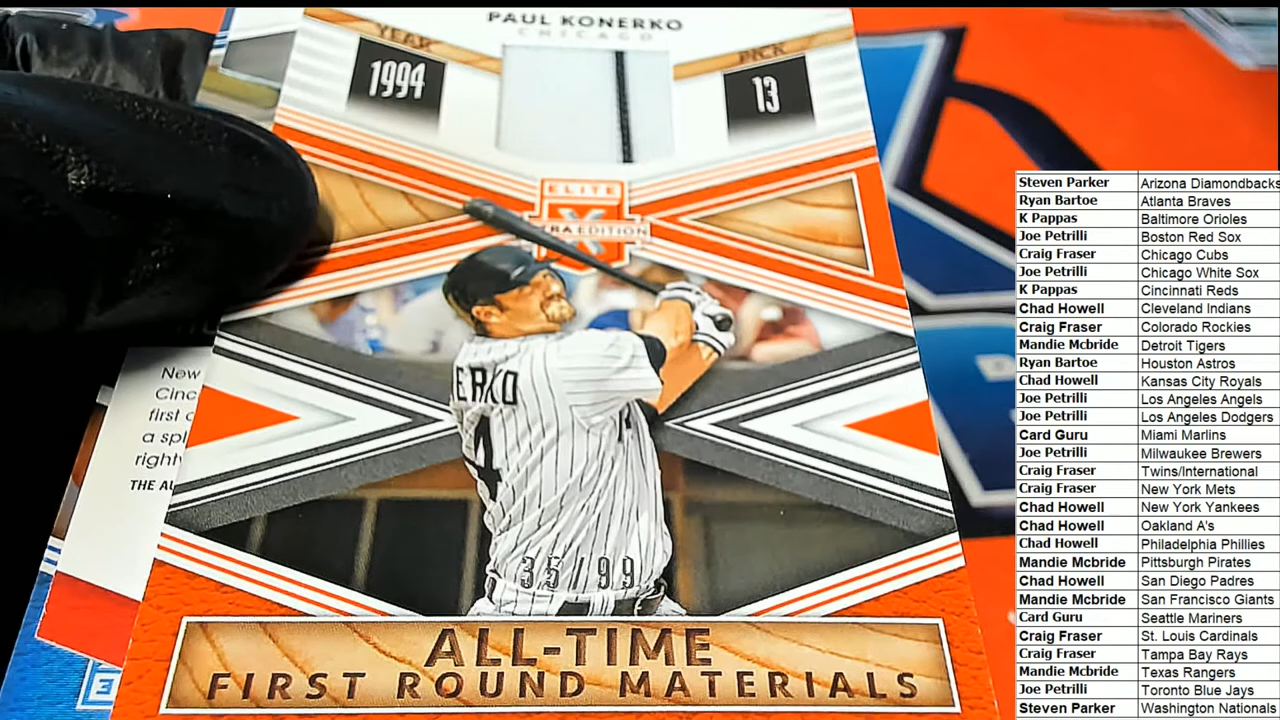 PAUL KONERKO
CHICAGO
YEAR
1994
PICK
13
ELITE
X
EXTRA EDITION
ERKO
4
35/99
ALL-TIME
FIRST ROUND MATERIALS
New
Cinc
first
a spl
right
THE AU
3
Steven Parker Arizona Diamondbacks
Ryan Bartoe Atlanta Braves
K Pappas Baltimore Orioles
Joe Petrilli Boston Red Sox
Craig Fraser Chicago Cubs
Joe Petrilli Chicago White Sox
K Pappas Cincinnati Reds
Chad Howell Cleveland Indians
Craig Fraser Colorado Rockies
Mandie Mcbride Detroit Tigers
Ryan Bartoe Houston Astros
Chad Howell Kansas City Royals
Joe Petrilli Los Angeles Angels
Joe Petrilli Los Angeles Dodgers
Card Guru Miami Marlins
Joe Petrilli Milwaukee Brewers
Craig Fraser Twins/International
Craig Fraser New York Mets
Chad Howell New York Yankees
Chad Howell Oakland A's
Chad Howell Philadelphia Phillies
Mandie Mcbride Pittsburgh Pirates
Chad Howell San Diego Padres
Mandie Mcbride San Francisco Giants
Card Guru Seattle Mariners
Craig Fraser St. Louis Cardinals
Craig Fraser Tampa Bay Rays
Mandie Mcbride Texas Rangers
Joe Petrilli Toronto Blue Jays
Steven Parker Washington Nationals